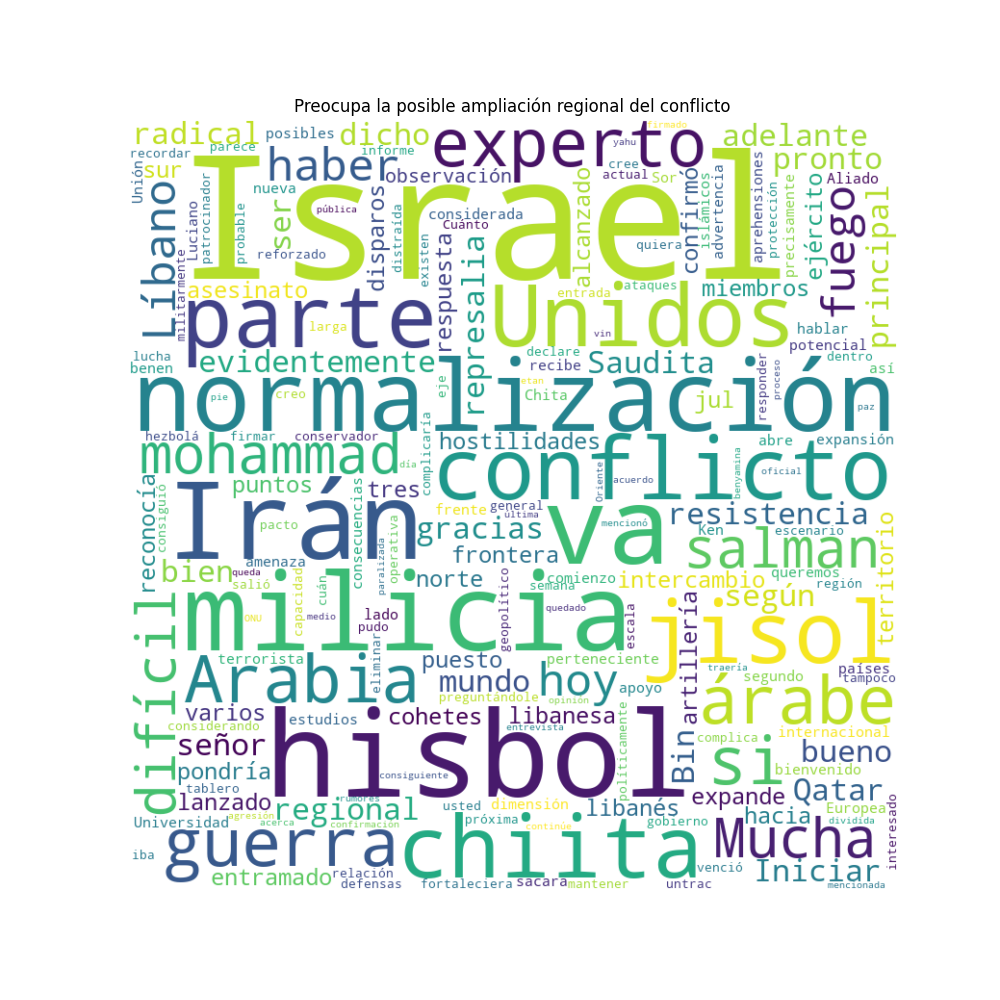 Preocupa la posible ampliación regional del conflicto
radical posibles dicho experto firmado adelante
recordar parece informe haber observación yahu cree actual Sor pronto
Unión sur Israel nueva Aliado
Líbano Luciano patrocinador probable ser pública disparos distraída existen considerada Cuánto alcanzado quiera confirmó islámicos advertencia aprehensiones protección precisamente ejército fuego principal
militarmente reforzado respuesta represalia ataques
asesinato parte larga entrada Unidos miembros
vin hablar potencial
lucha benen evidentemente eje declare recibe Saudita responder proceso dentro así
normalización
pie creo etan Chita jul paz
hezbolá firmar conservador hostilidades abre expansión
mohammad día complicaría conflicto Oriente benyamina oficial
reconocía consiguió puntos consecuencias tres acuerdo
Irán frente general última va resistencia
pacto gracias mencionó Ken escenario
amenaza operativa paralizada frontera salman territorio
bien queda salió capacidad cuán norte semana comienzo intercambio queremos región
difícil milicia ONU medio lado pudo geopolítico quedado escala según jisol
terrorista eliminar puesto perteneciente traería países tampoco
Arabia mundo hoy apoyo artillería segundo
preguntándole opinión árabe
varios estudios cohetes libanesa políticamente Bin internacional
considerando entrevista complica
señor hisbol si bueno
pondría tablero consiguiente bienvenido
lanzado rumores usted dimensión libanés expande Qatar
agresión regional próxima gobierno hacia Europea dividida interesado
Universidad acerca confirmación continúe
iba guerra chiita Mucha
entramado relación venció Iniciar
defensas fortaleciera sacara mantener untrac mencionada